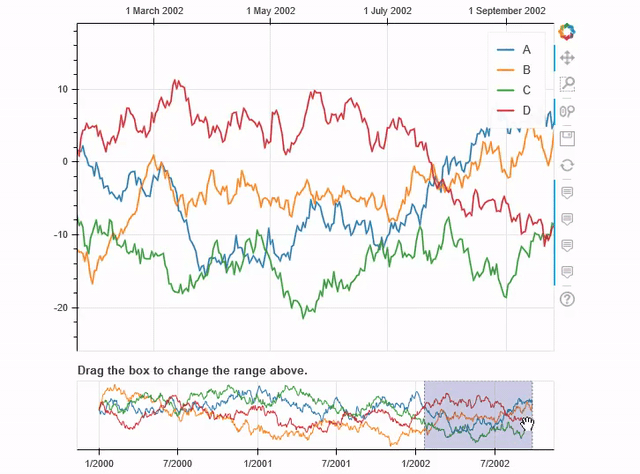 1 March 2002 1 May 2002 1 July 2002 1 September 2002
A
B
C
D
10
0
-10
-20
Drag the box to change the range above.
1/2000 7/2000 1/2001 7/2001 1/2002 7/2002